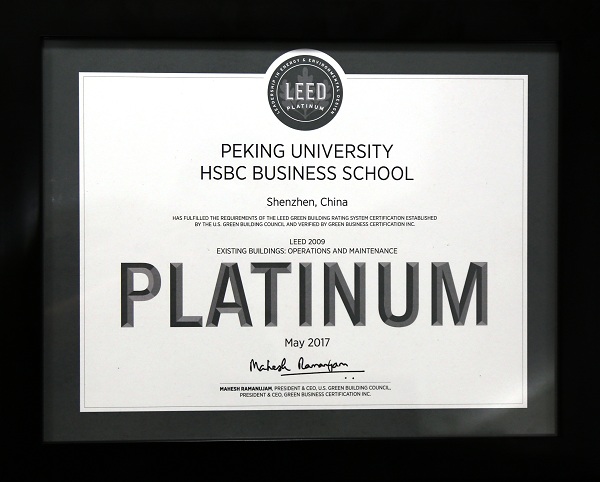 LEADERSHIP IN ENERGY & ENVIRONMENTAL DESIGN
LEED
PLATINUM
PEKING UNIVERSITY
HSBC BUSINESS SCHOOL
Shenzhen, China
HAS FULFILLED THE REQUIREMENTS OF THE LEED GREEN BUILDING RATING SYSTEM CERTIFICATION ESTABLISHED
BY THE U.S. GREEN BUILDING COUNCIL AND VERIFIED BY GREEN BUSINESS CERTIFICATION INC.
LEED 2009
EXISTING BUILDINGS: OPERATIONS AND MAINTENANCE
PLATINUM
May 2017
Mahesh Ramanujam
MAHESH RAMANUJAM, PRESIDENT & CEO, U.S. GREEN BUILDING COUNCIL,
PRESIDENT & CEO, GREEN BUSINESS CERTIFICATION INC.